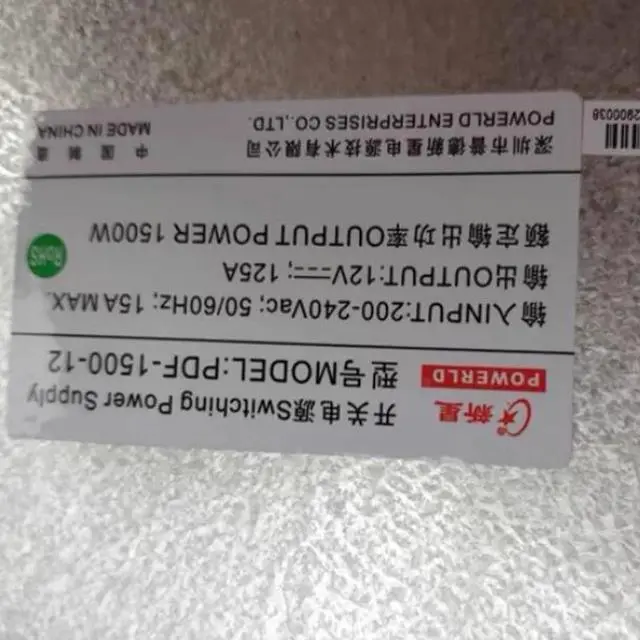 新星
POWERLD
开关电源Switching Power Supply
型号MODEL:PDF-1500-12
输入INPUT:200-240Vac; 50/60Hz; 15A MAX.
输出OUTPUT:12V⎓; 125A
额定输出功率OUTPUT POWER 1500W
RoHS
深圳市普德新星电源技术有限公司
中国制造
POWERLD ENTERPRISES CO.,LTD.
MADE IN CHINA
2900038